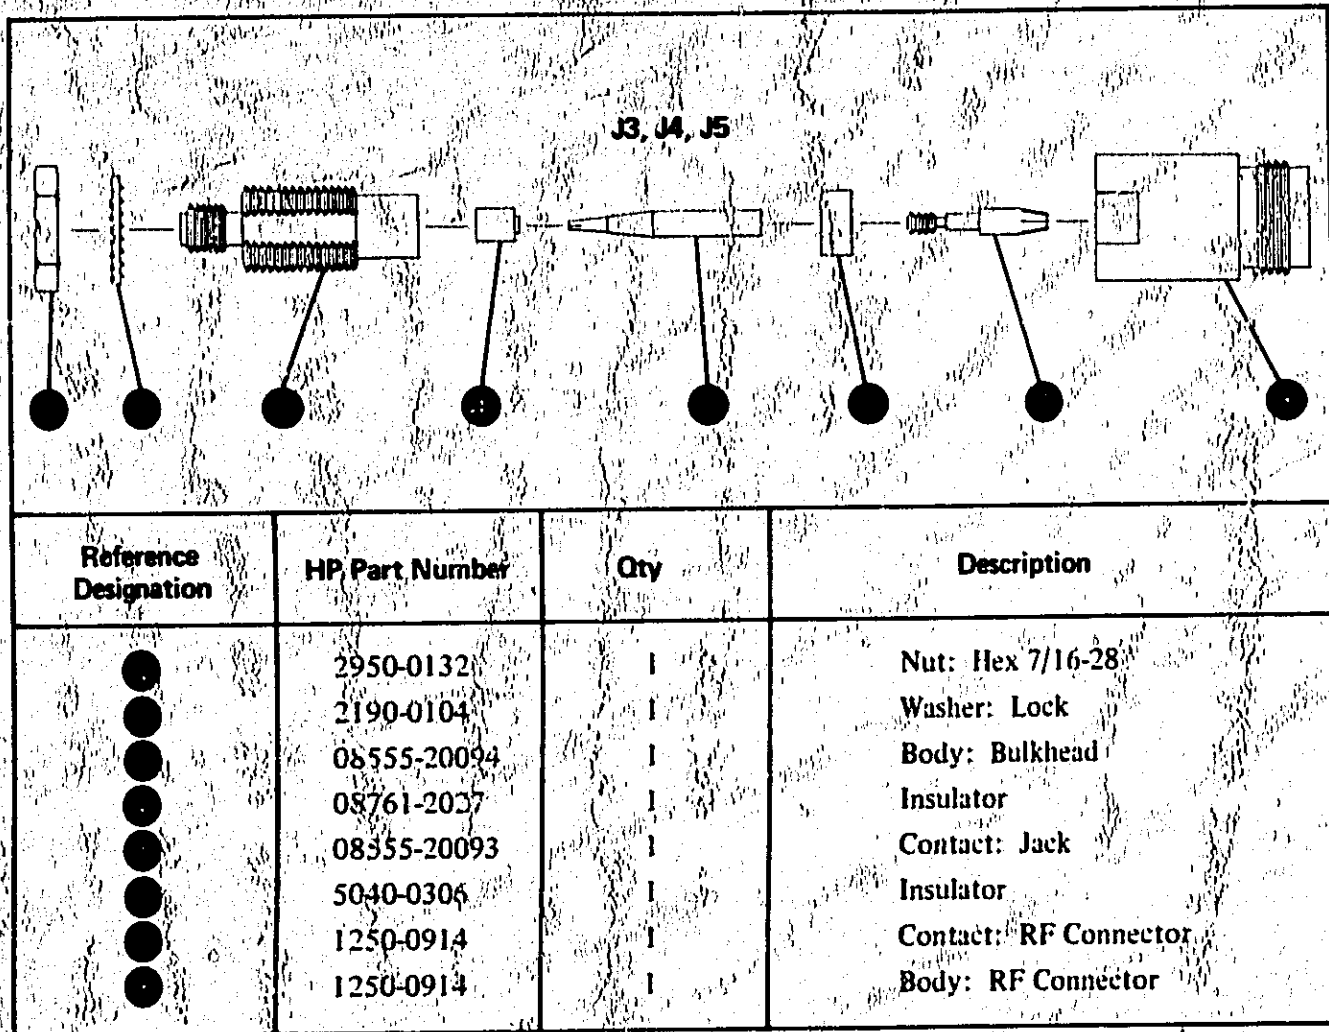 J3, J4, J5
Reference Designation HP Part Number Qty Description
2950-0132 1 Nut: Hex 7/16-28
2190-0104 1 Washer: Lock
08555-20094 1 Body: Bulkhead
08761-2027 1 Insulator
08555-20093 1 Contact: Jack
5040-0306 1 Insulator
1250-0914 1 Contact: RF Connector
1250-0914 1 Body: RF Connector